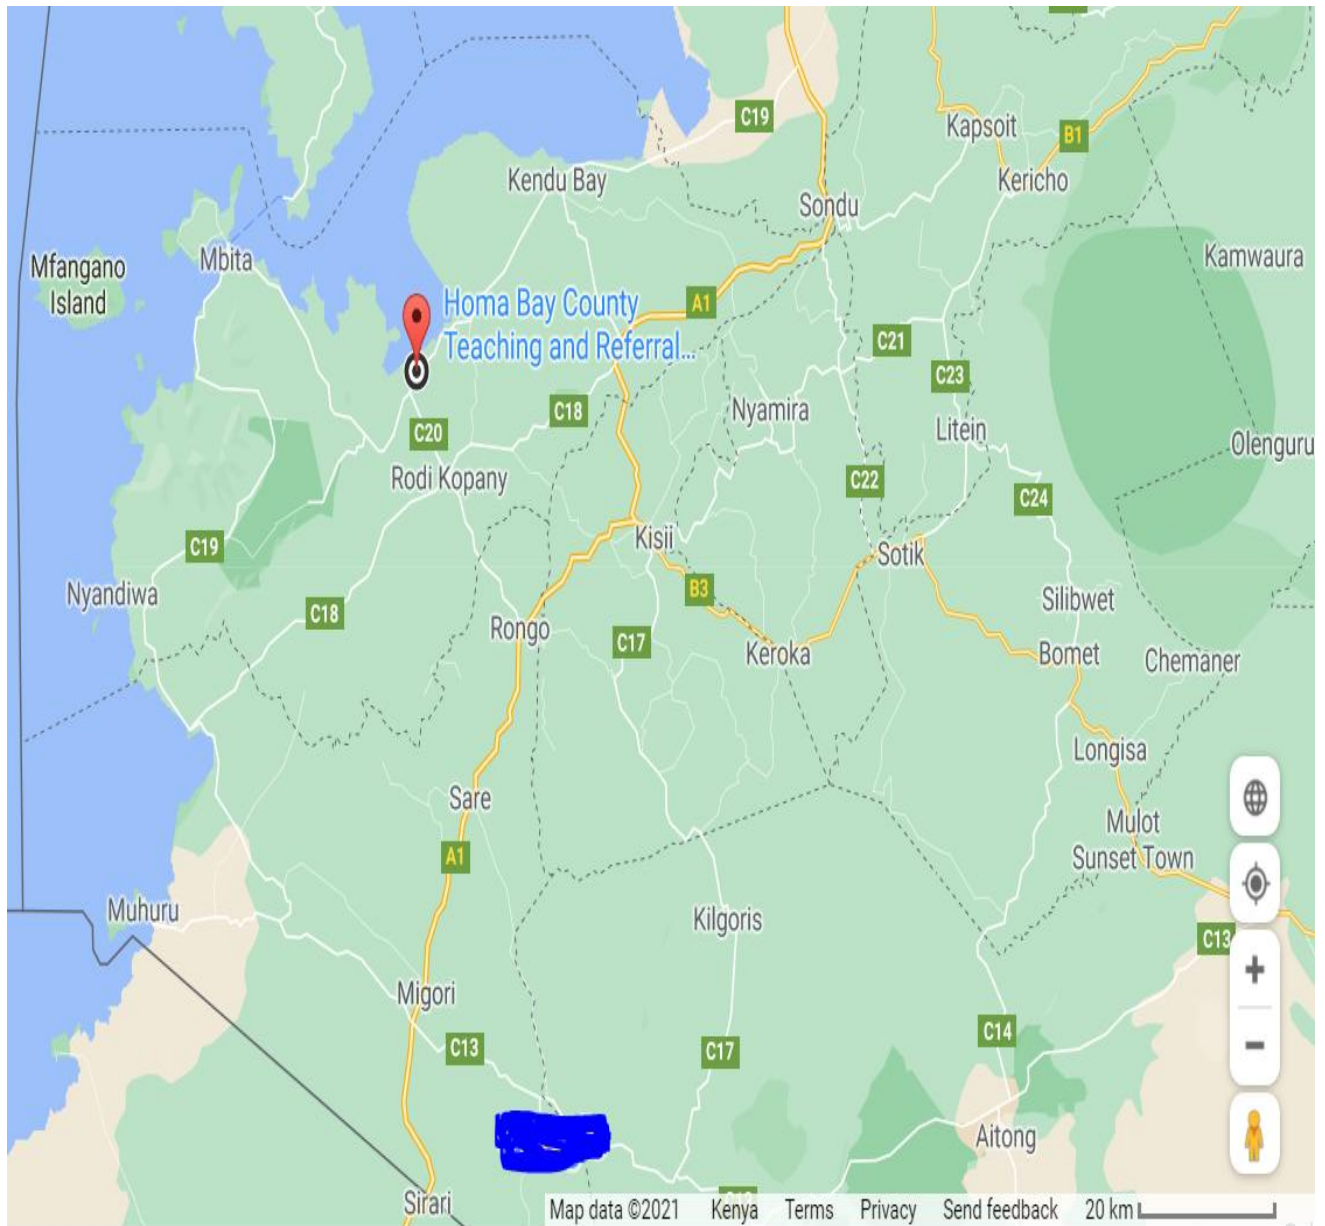 C19
Kapsoit
B1
Kendu Bay
Kericho
Sondu
Mbita
Kamwaura
Mfangano
Island
Homa Bay County
Teaching and Referral...
A1
C21
C23
C18
Nyamira
C20
Litein
Olenguru
Rodi Kopany
C22
C24
C19
Kisii
Sotik
Nyandiwa
B3
Silibwet
C18
Rongo
C17
Keroka
Bomet
Chemaner
Longisa
Sare
Mulot
Sunset Town
A1
Muhuru
Kilgoris
C13
Migori
C13
C17
C14
Aitong
Sirari
Map data ©2021 Kenya Terms Privacy Send feedback 20 km